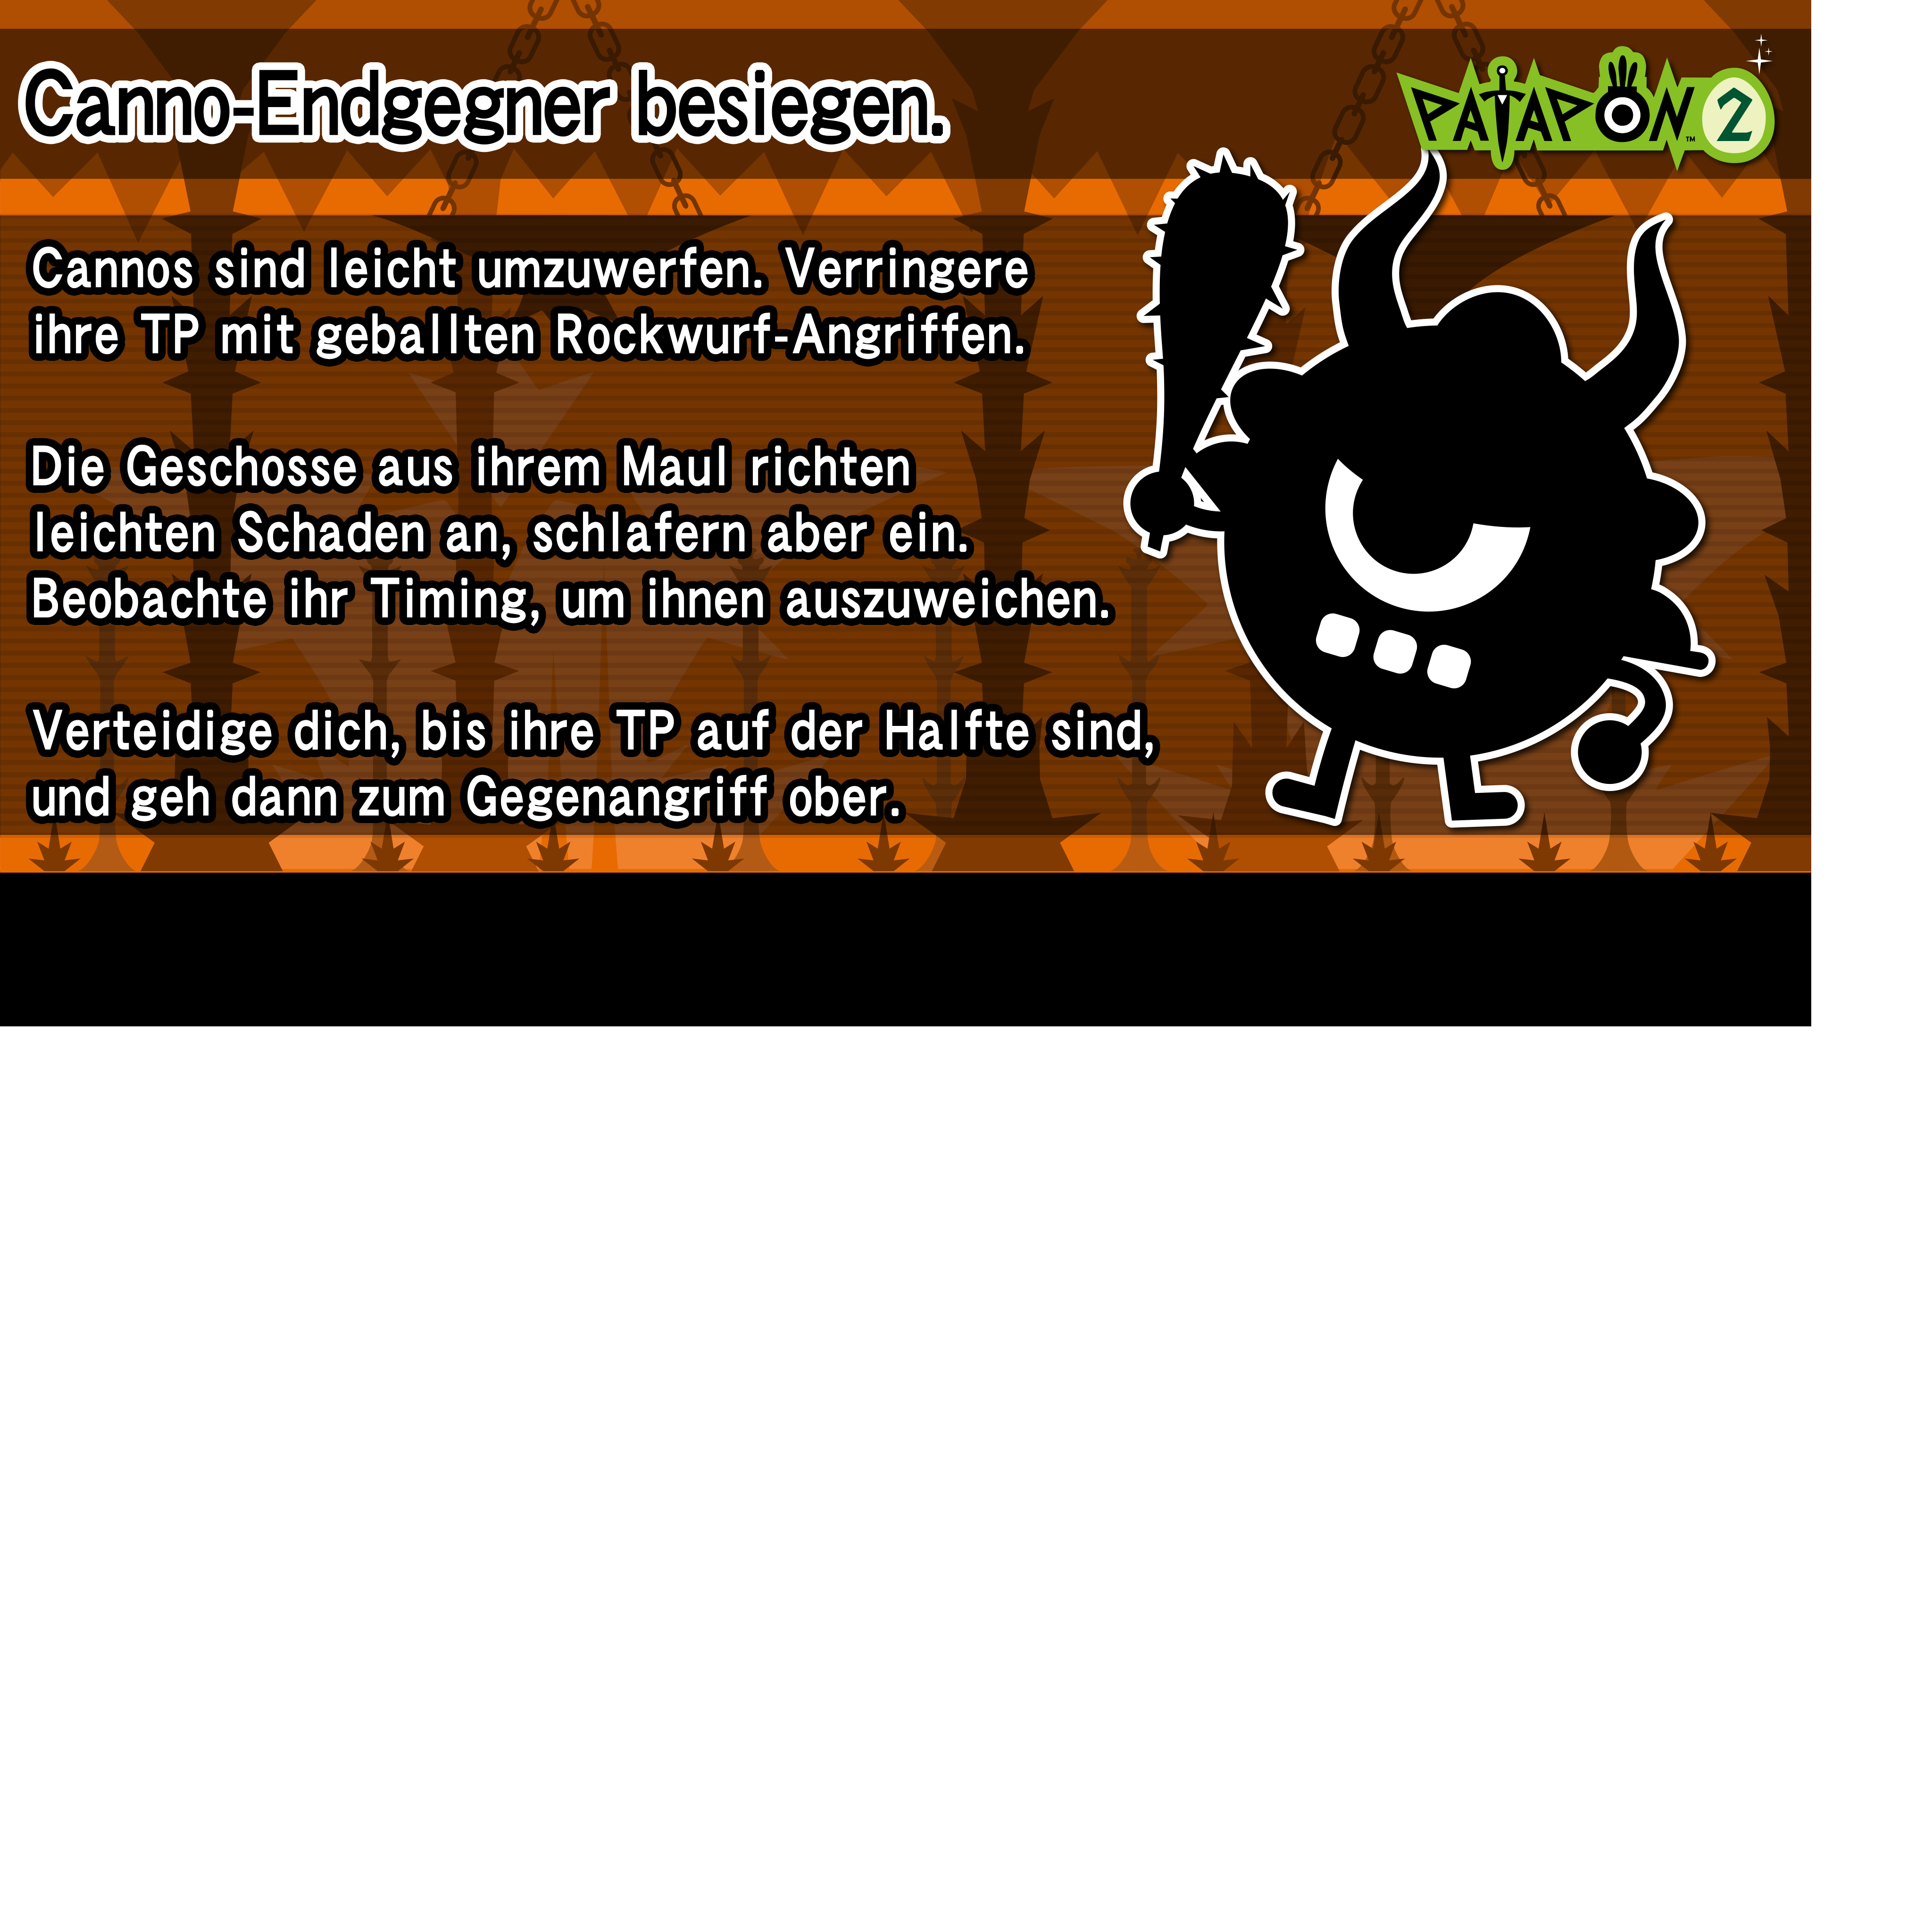 Canno-Endgegner besiegen.
PATAPON™ 2
Cannos sind leicht umzuwerfen. Verringere
ihre TP mit geballten Rockwurf-Angriffen.
Die Geschosse aus ihrem Maul richten
leichten Schaden an, schlafern aber ein.
Beobachte ihr Timing, um ihnen auszuweichen.
Verteidige dich, bis ihre TP auf der Halfte sind,
und geh dann zum Gegenangriff ober.